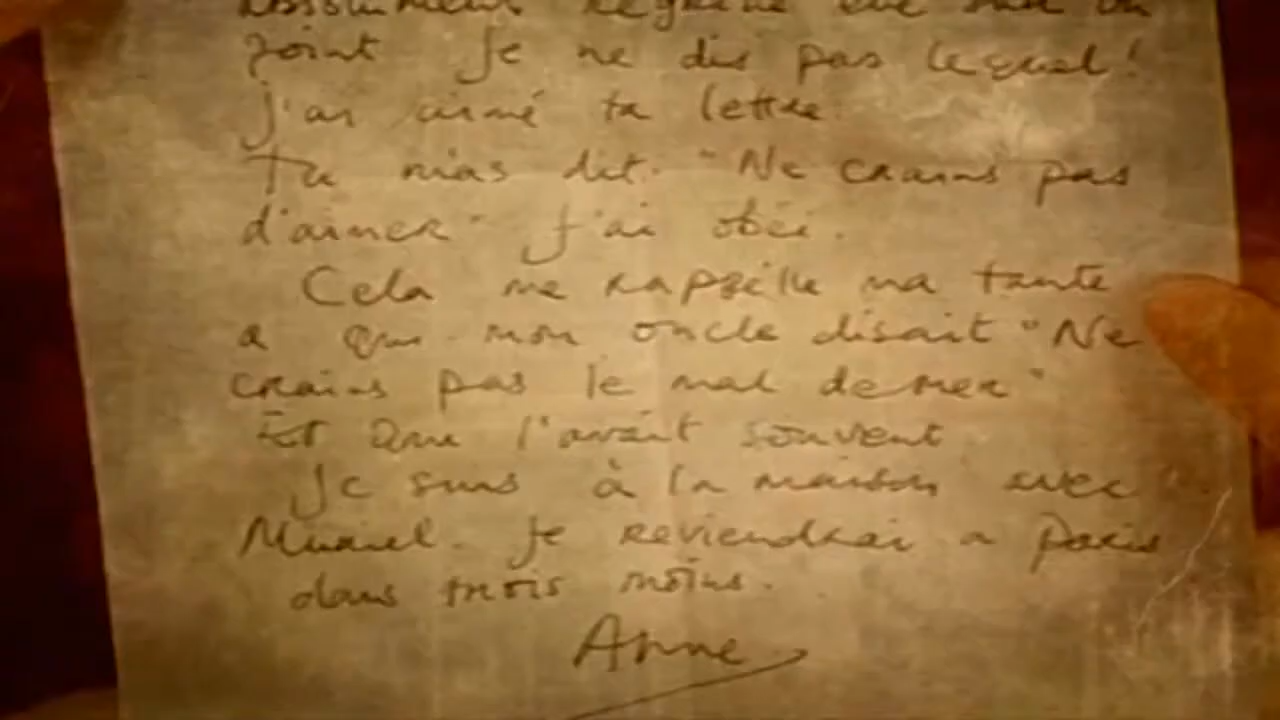 point Je ne dis pas lequel!
j'ai aimé ta lettre.
Tu m'as dit. "Ne crains pas
d'aimer" J'ai obéi.
Cela me rappelle ma tante
a qui mon oncle disait "Ne
crains pas le mal de mer"
Et l'avait souvent
Je suis à la maison avec
Muriel. Je reviendrai a Paris
dans trois mois.
Anne